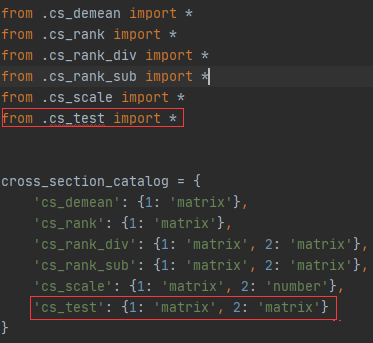 from .cs_demean import *
from .cs_rank import *
from .cs_rank_div import *
from .cs_rank_sub import *
from .cs_scale import *
from .cs_test import *
cross_section_catalog = {
'cs_demean': {1: 'matrix'},
'cs_rank': {1: 'matrix'},
'cs_rank_div': {1: 'matrix', 2: 'matrix'},
'cs_rank_sub': {1: 'matrix', 2: 'matrix'},
'cs_scale': {1: 'matrix', 2: 'number'},
'cs_test': {1: 'matrix', 2: 'matrix'}
}